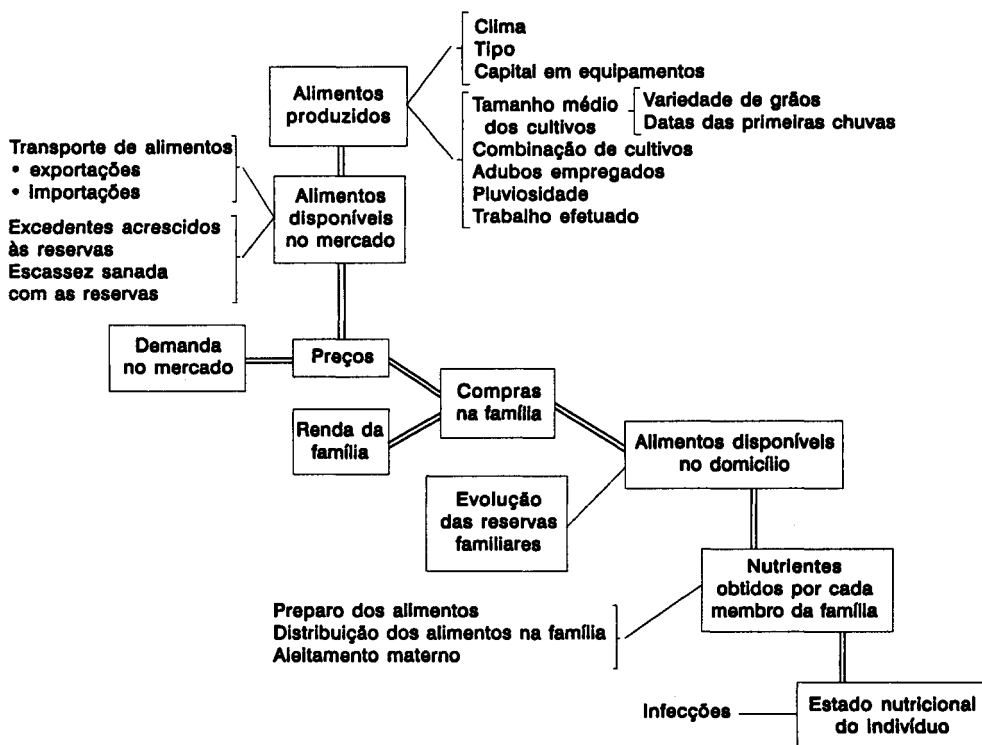 Clima
Tipo
Capital em equipamentos
Alimentos
produzidos
Tamanho médio
dos cultivos
Variedade de grãos
Datas das primeiras chuvas
Combinação de cultivos
Adubos empregados
Pluviosidade
Trabalho efetuado
Transporte de alimentos
• exportações
• Importações
Alimentos
disponíveis
no mercado
Excedentes acrescidos
às reservas
Escassez sanada
com as reservas
Demanda
no mercado
Preços
Compras
na família
Renda da
família
Alimentos disponíveis
no domicílio
Evolução
das reservas
familiares
Nutrientes
obtidos por cada
membro da família
Preparo dos alimentos
Distribuição dos alimentos na família
Aleitamento materno
Infecções
Estado nutricional
do indivíduo